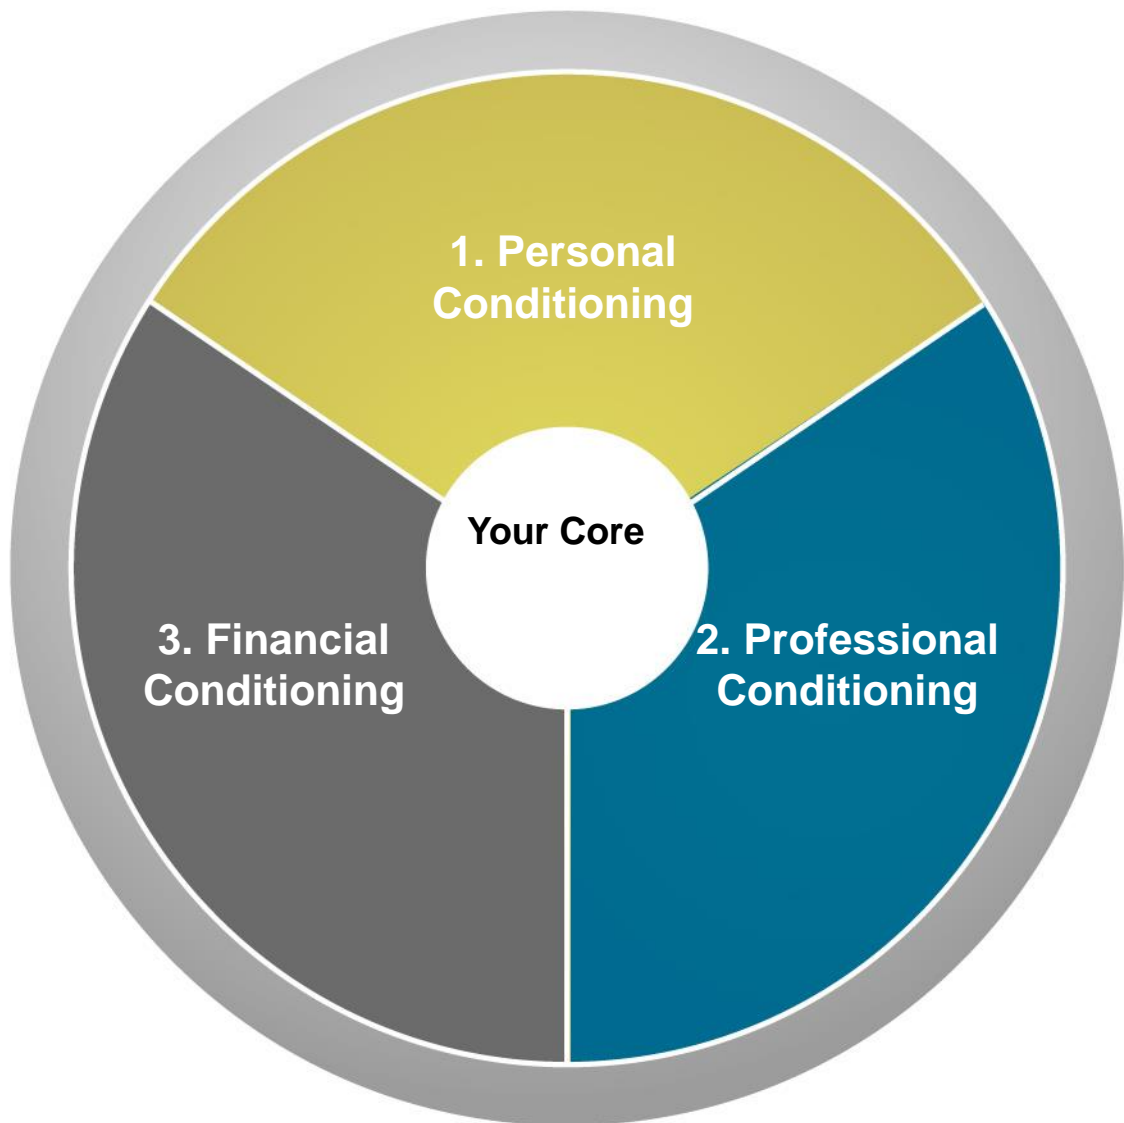 1. Personal
Conditioning
Your Core
3. Financial
Conditioning
2. Professional
Conditioning